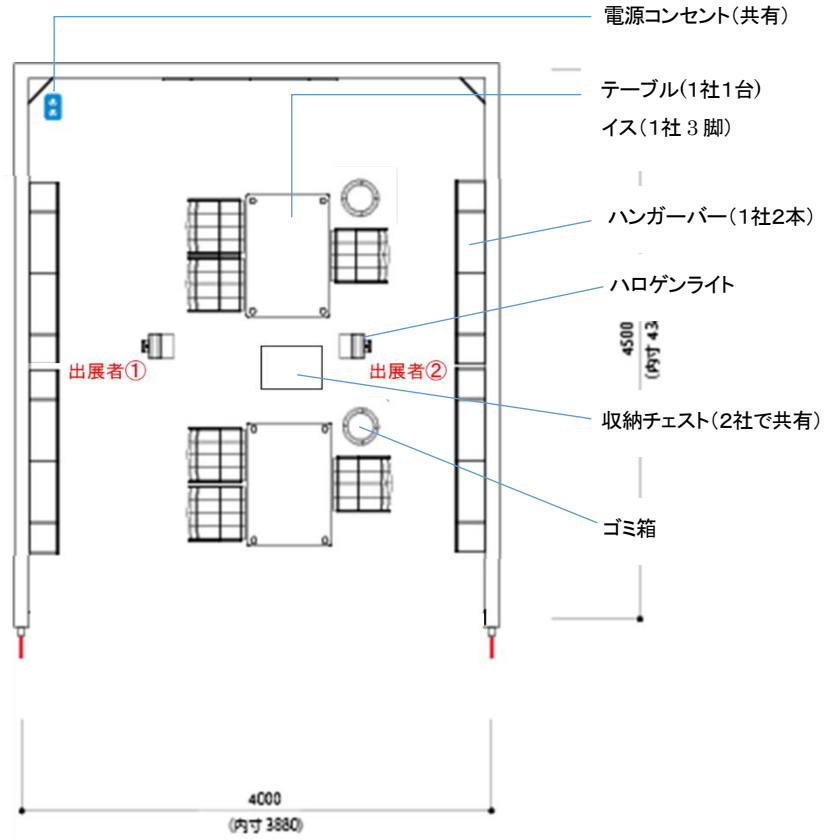 電源コンセント（共有）
テーブル(１社１台)
イス（１社 3 脚）
ハンガーバー（１社２本）
ハロゲンライト
4500
(内寸 43
出展者①
出展者②
収納チェスト（２社で共有）
ゴミ箱
4000
(内寸 3880)